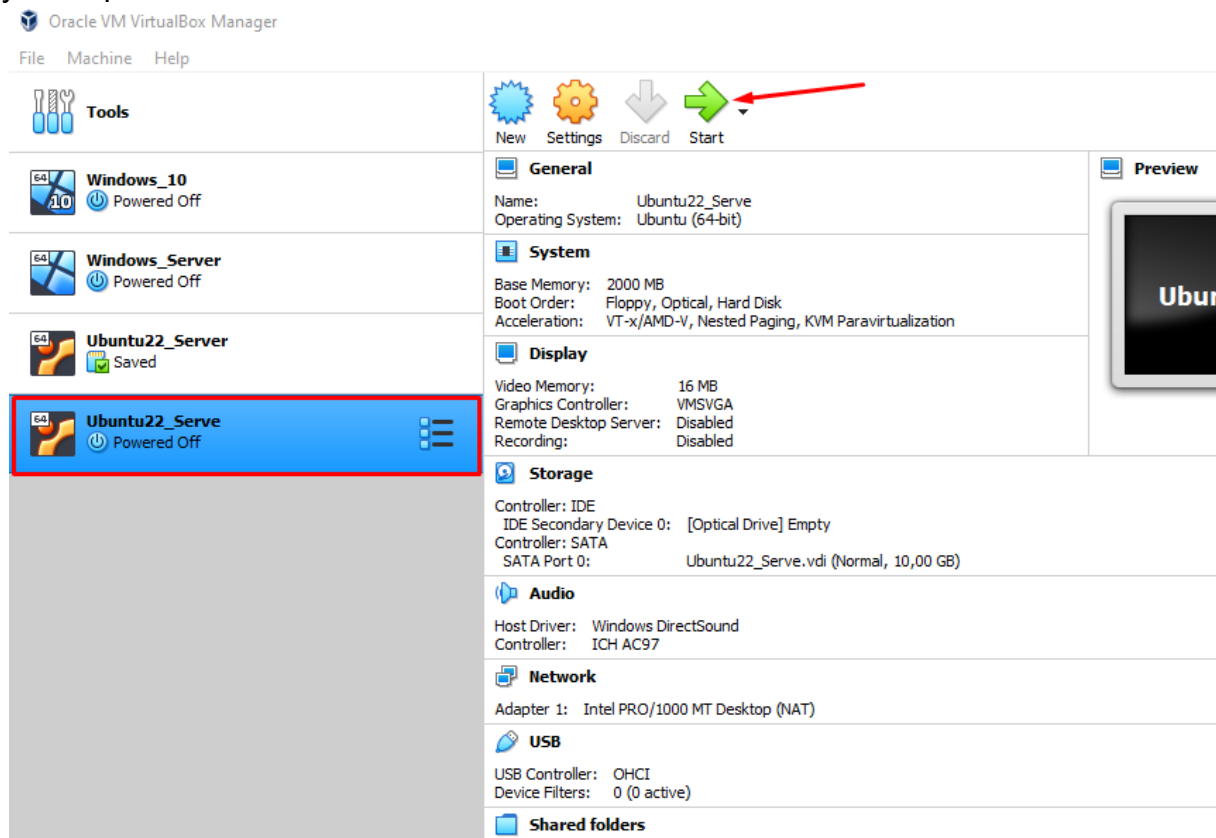 Oracle VM VirtualBox Manager
File Machine Help
Tools
64
10
Windows_10
Powered Off
64
Windows_Server
Powered Off
64
Ubuntu22_Server
Saved
64
Ubuntu22_Serve
Powered Off
New Settings Discard Start
General
Name: Ubuntu22_Serve
Operating System: Ubuntu (64-bit)
System
Base Memory: 2000 MB
Boot Order: Floppy, Optical, Hard Disk
Acceleration: VT-x/AMD-V, Nested Paging, KVM Paravirtualization
Display
Video Memory: 16 MB
Graphics Controller: VMSVGA
Remote Desktop Server: Disabled
Recording: Disabled
Storage
Controller: IDE
IDE Secondary Device 0: [Optical Drive] Empty
Controller: SATA
SATA Port 0: Ubuntu22_Serve.vdi (Normal, 10,00 GB)
Audio
Host Driver: Windows DirectSound
Controller: ICH AC97
Network
Adapter 1: Intel PRO/1000 MT Desktop (NAT)
USB
USB Controller: OHCI
Device Filters: 0 (0 active)
Shared folders
Preview